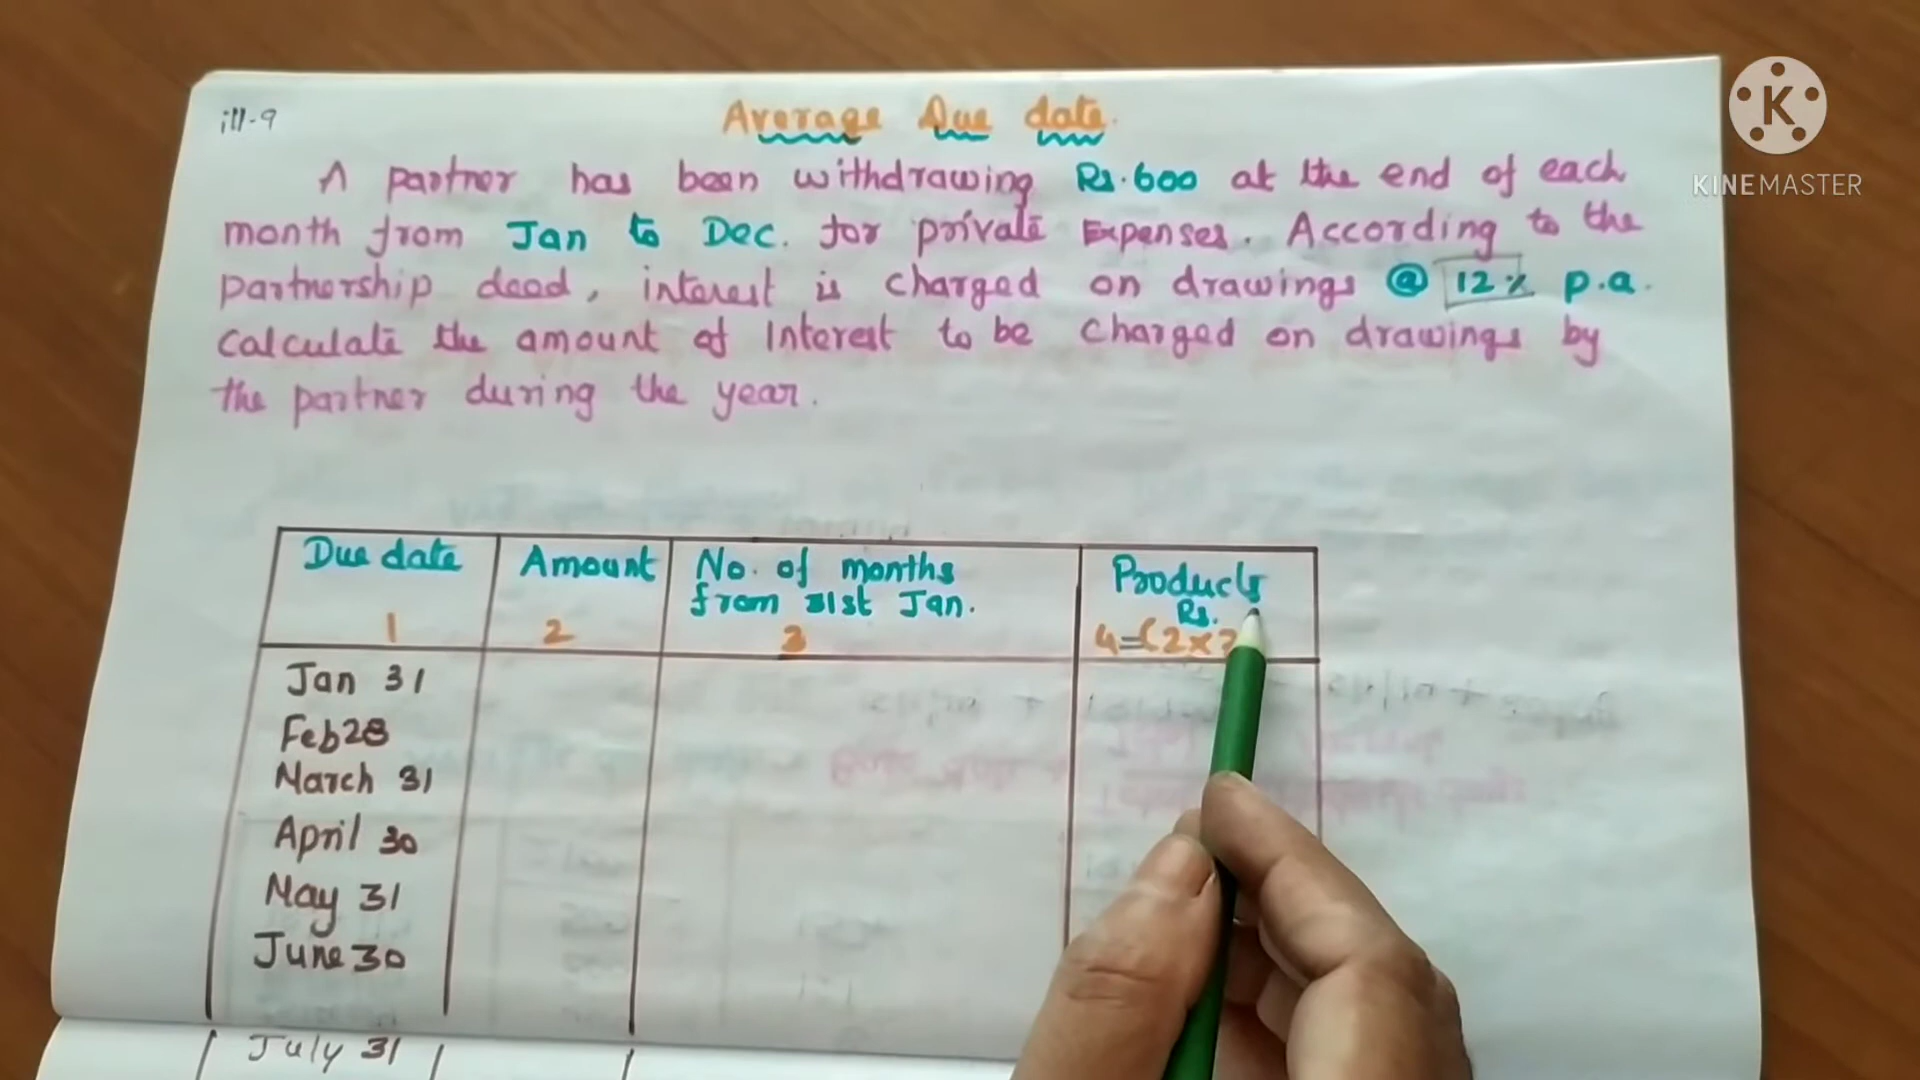 ill-9
Average Due date.
A partner has been withdrawing Rs.600 at the end of each
month from Jan to Dec. for private Expenses. According to the
partnership deed, interest is charged on drawings @ 12% p.a.
Calculate the amount of Interest to be charged on drawings by
the partner during the year.
K
KINEMASTER
Due date Amount No. of months Products
from 31st Jan. Rs.
1 2 3 4=(2x3
Jan 31
Feb 28
March 31
April 30
May 31
June 30
July 31